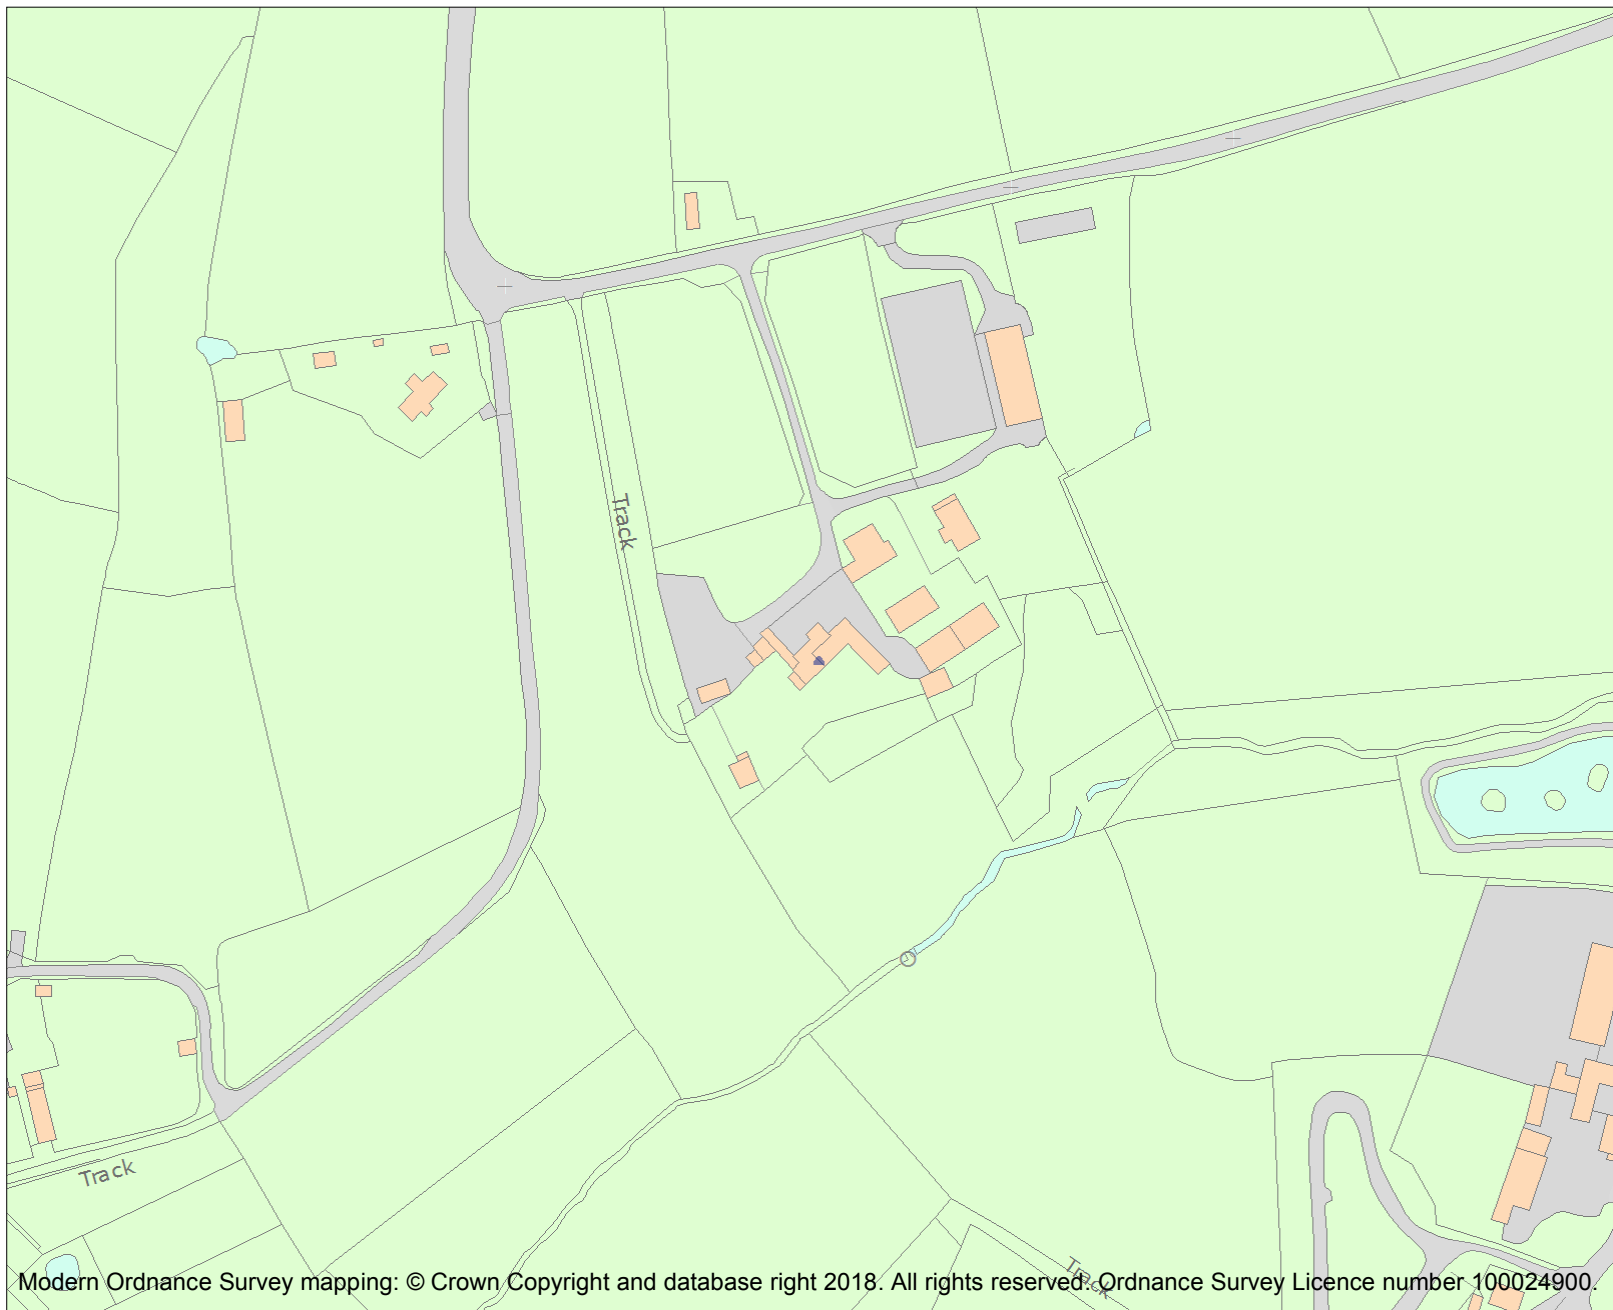 Track
Track
Track
Modern Ordnance Survey mapping: © Crown Copyright and database right 2018. All rights reserved. Ordnance Survey Licence number 100024900.